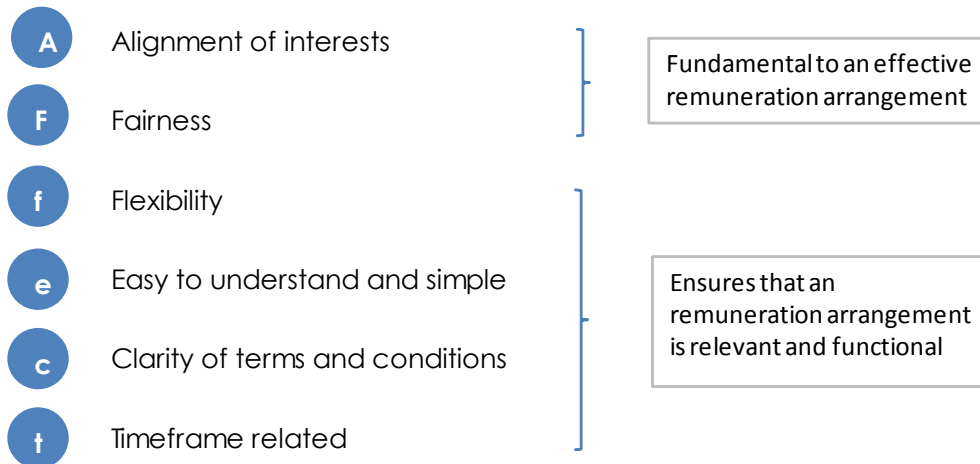 A Alignment of interests
F Fairness
Fundamental to an effective
remuneration arrangement
f Flexibility
e Easy to understand and simple
c Clarity of terms and conditions
t Timeframe related
Ensures that an
remuneration arrangement
is relevant and functional